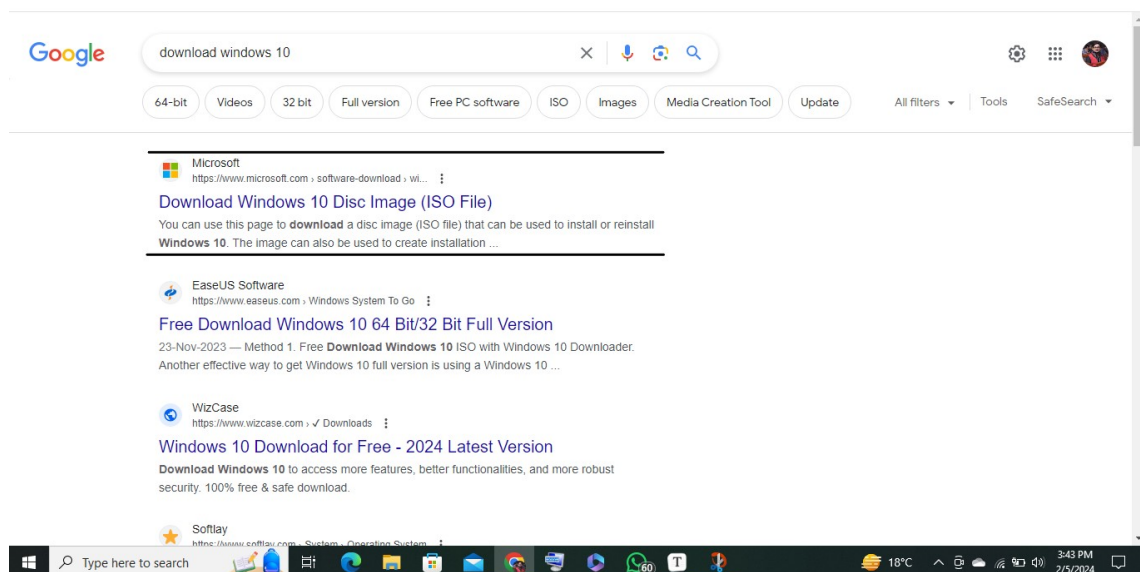 Google
download windows 10
64-bit Videos 32 bit Full version Free PC software ISO Images Media Creation Tool Update All filters Tools SafeSearch
Microsoft
https://www.microsoft.com › software-download › wi...
Download Windows 10 Disc Image (ISO File)
You can use this page to download a disc image (ISO file) that can be used to install or reinstall
Windows 10. The image can also be used to create installation ...
EaseUS Software
https://www.easeus.com › Windows System To Go
Free Download Windows 10 64 Bit/32 Bit Full Version
23-Nov-2023 — Method 1. Free Download Windows 10 ISO with Windows 10 Downloader.
Another effective way to get Windows 10 full version is using a Windows 10 ...
WizCase
https://www.wizcase.com › ✓ Downloads
Windows 10 Download for Free - 2024 Latest Version
Download Windows 10 to access more features, better functionalities, and more robust
security. 100% free & safe download.
Softlay
https://www.softlay.com › System › Operating System
Type here to search 60 T 18°C 3:43 PM
2/5/2024